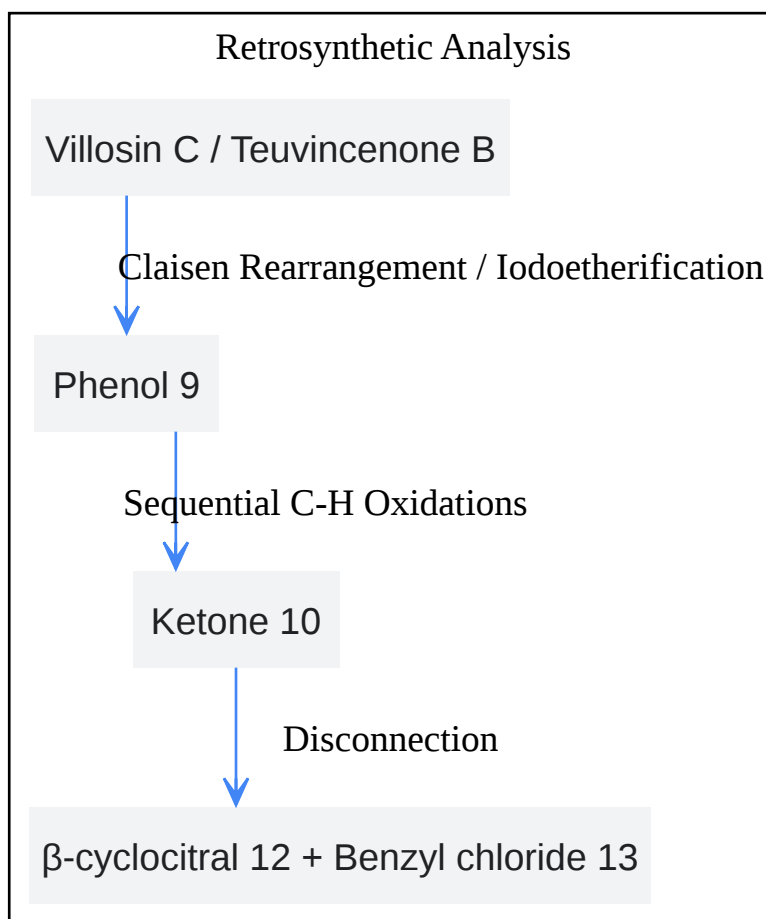 Retrosynthetic Analysis
Villosin C / Teuvincenone B
Claisen Rearrangement / Iodoetherification
Phenol 9
Sequential C-H Oxidations
Ketone 10
Disconnection
β-cyclocitral 12 + Benzyl chloride 13